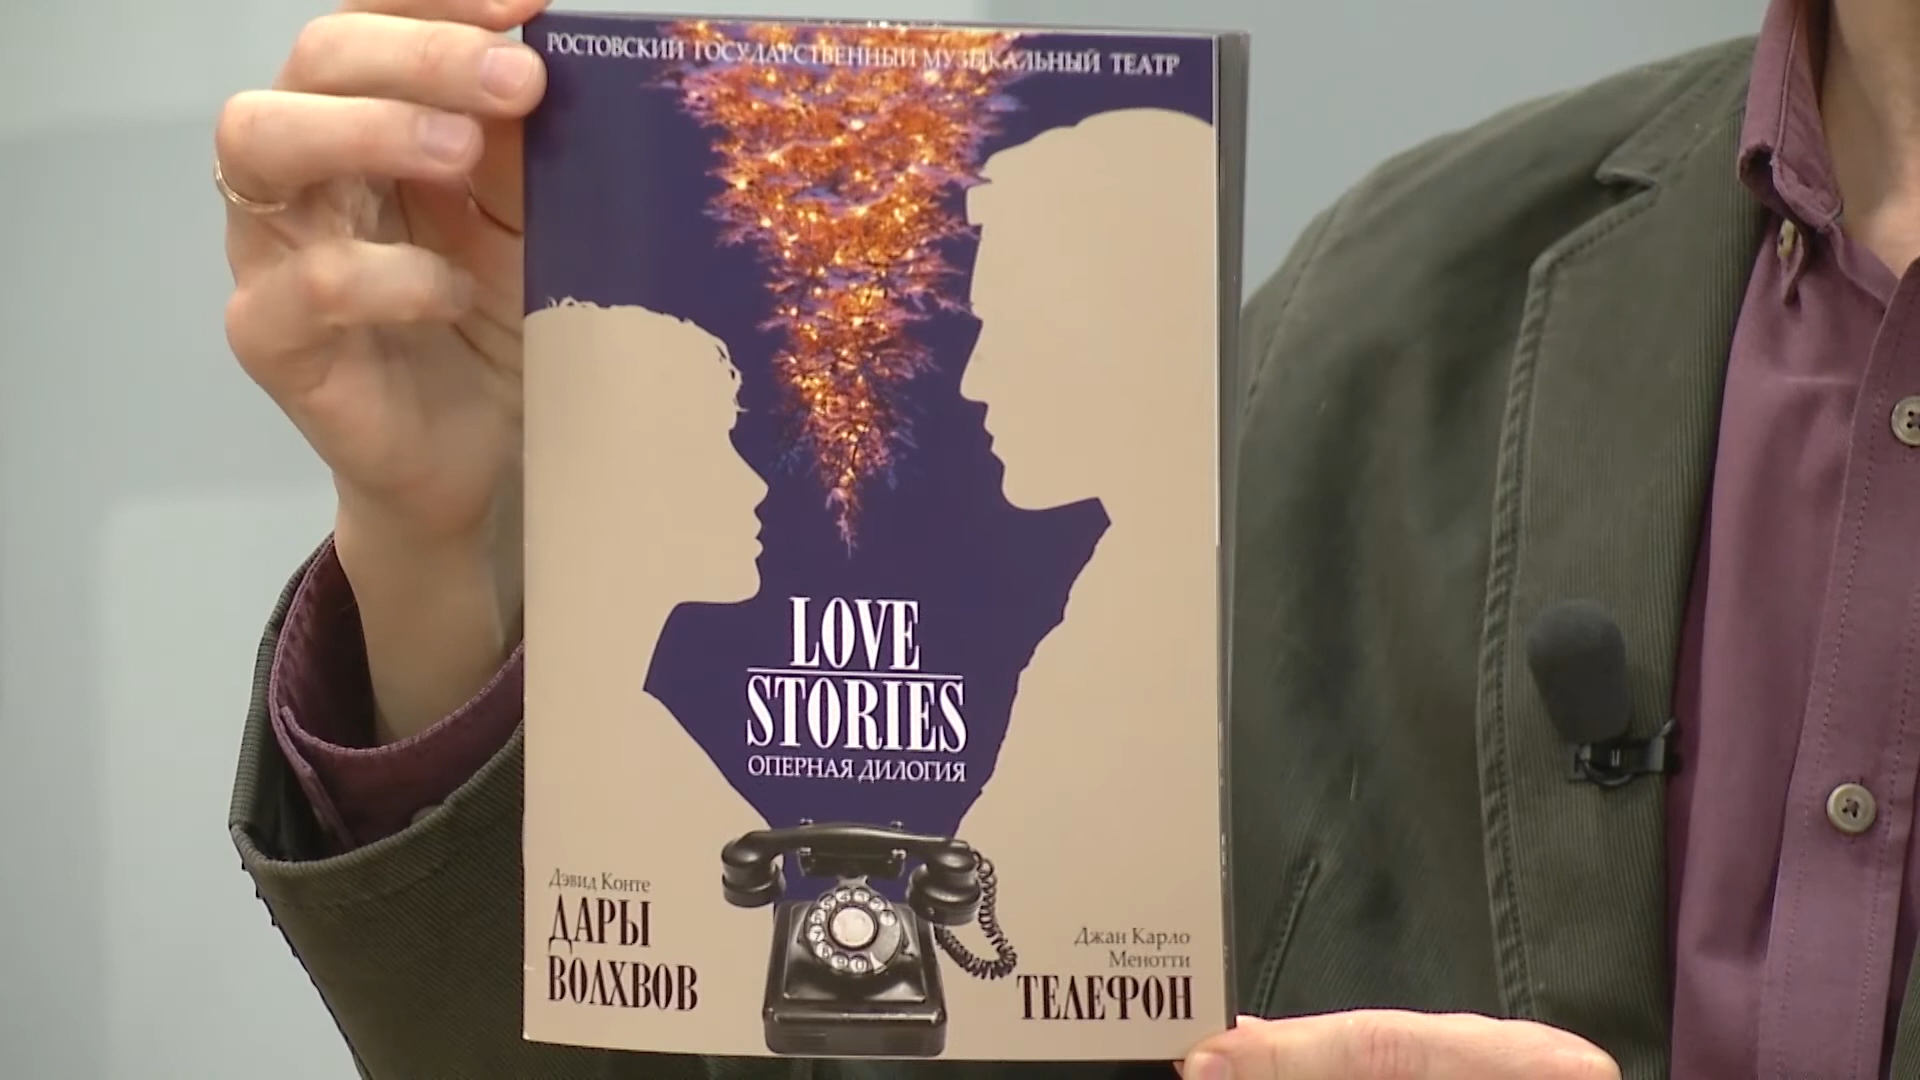 РОСТОВСКИЙ ГОСУДАРСТВЕННЫЙ МУЗЫКАЛЬНЫЙ ТЕАТР
LOVE
STORIES
ОПЕРНАЯ ДИЛОГИЯ
Дэвид Конте
ДАРЫ
ВОЛХВОВ
Джан Карло
Менотти
ТЕЛЕФОН